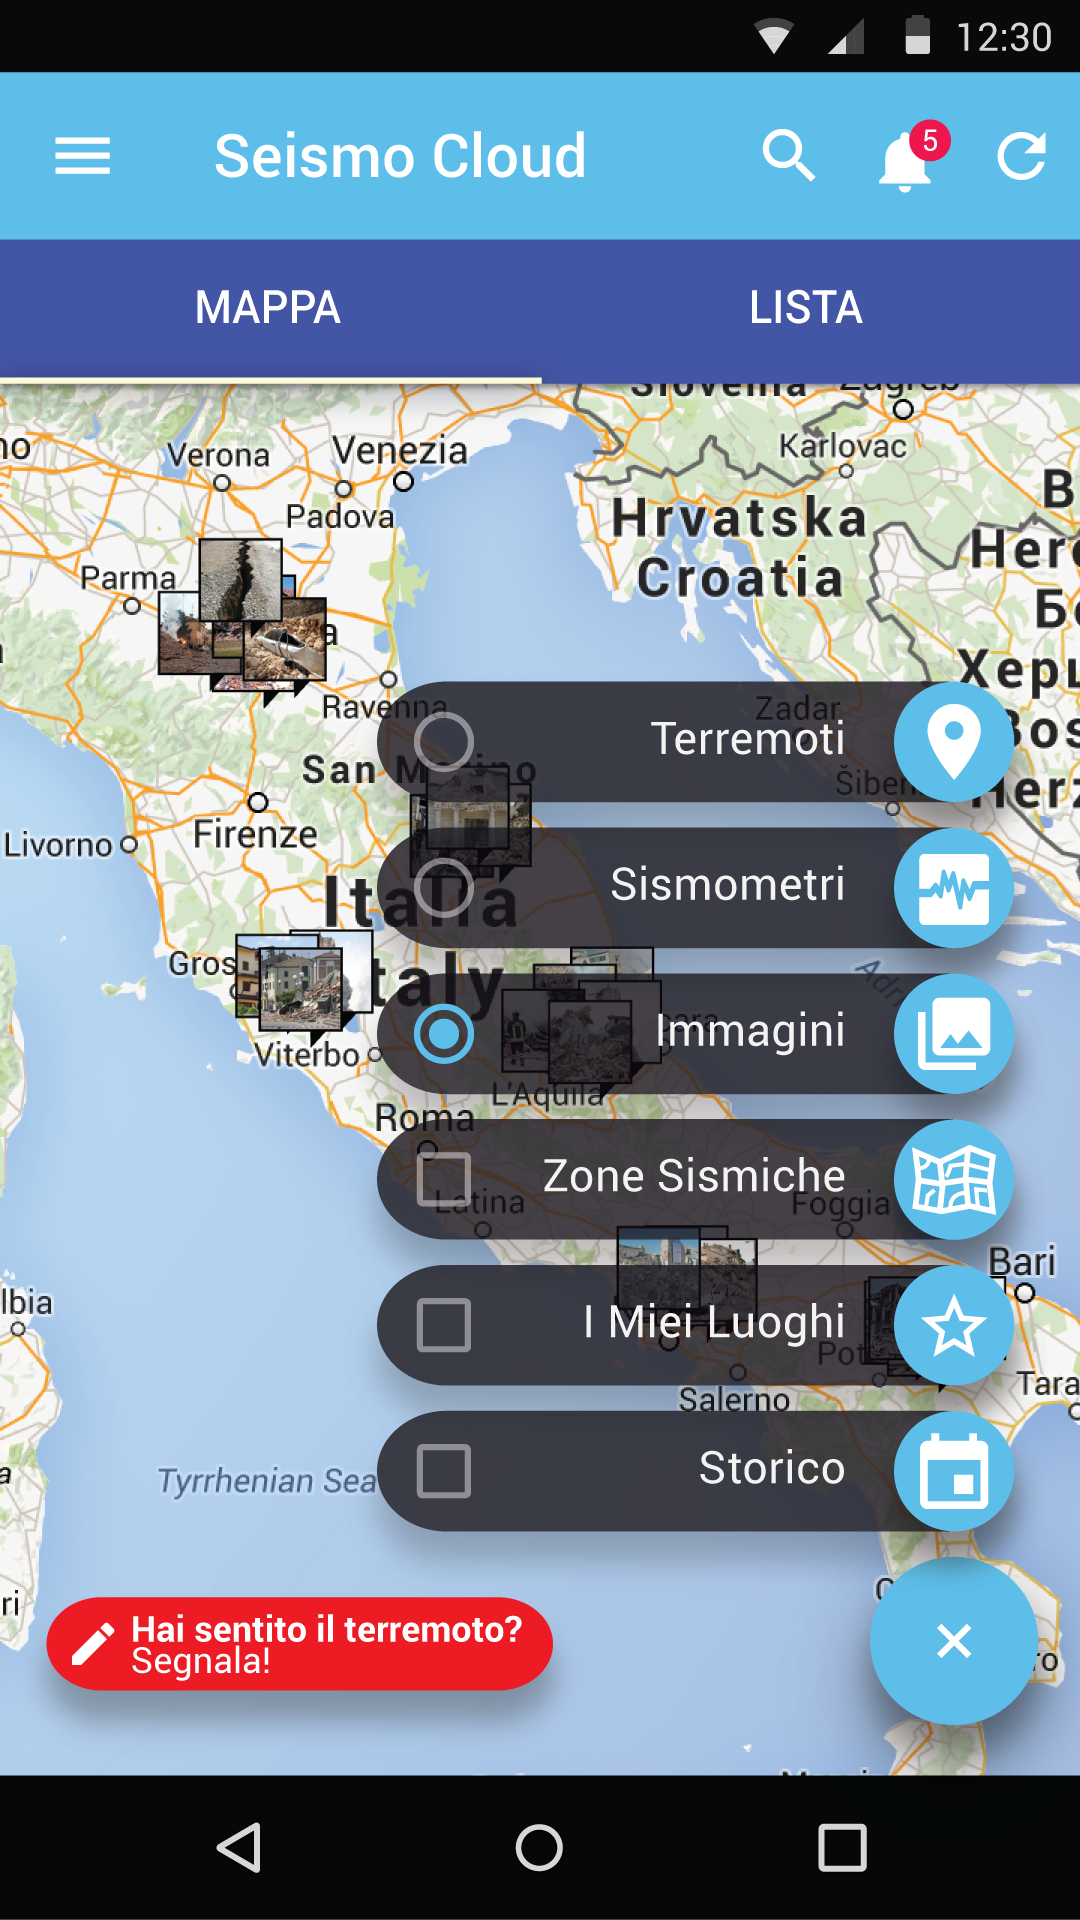 12:30
Seismo Cloud
5
MAPPA
LISTA
Slovenia
Zagreb
Verona
Venezia
Karlovac
Padova
Hrvatska
Croatia
Parma
Ravenna
Zadar
Terremoti
San Marino
Livorno
Firenze
Sismometri
Italia
Italy
Immagini
Viterbo
L'Aquila
Roma
Zone Sismiche
Latina
Foggia
Bari
I Miei Luoghi
Salerno
Storico
Tyrrhenian Sea
Hai sentito il terremoto?
Segnala!